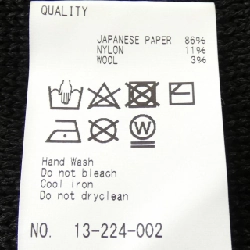 QUALITY
JAPANESE PAPER 86%
NYLON 11%
WOOL 3%
Hand Wash
Do not bleach
Cool iron
Do not dryclean
NO. 13-224-002